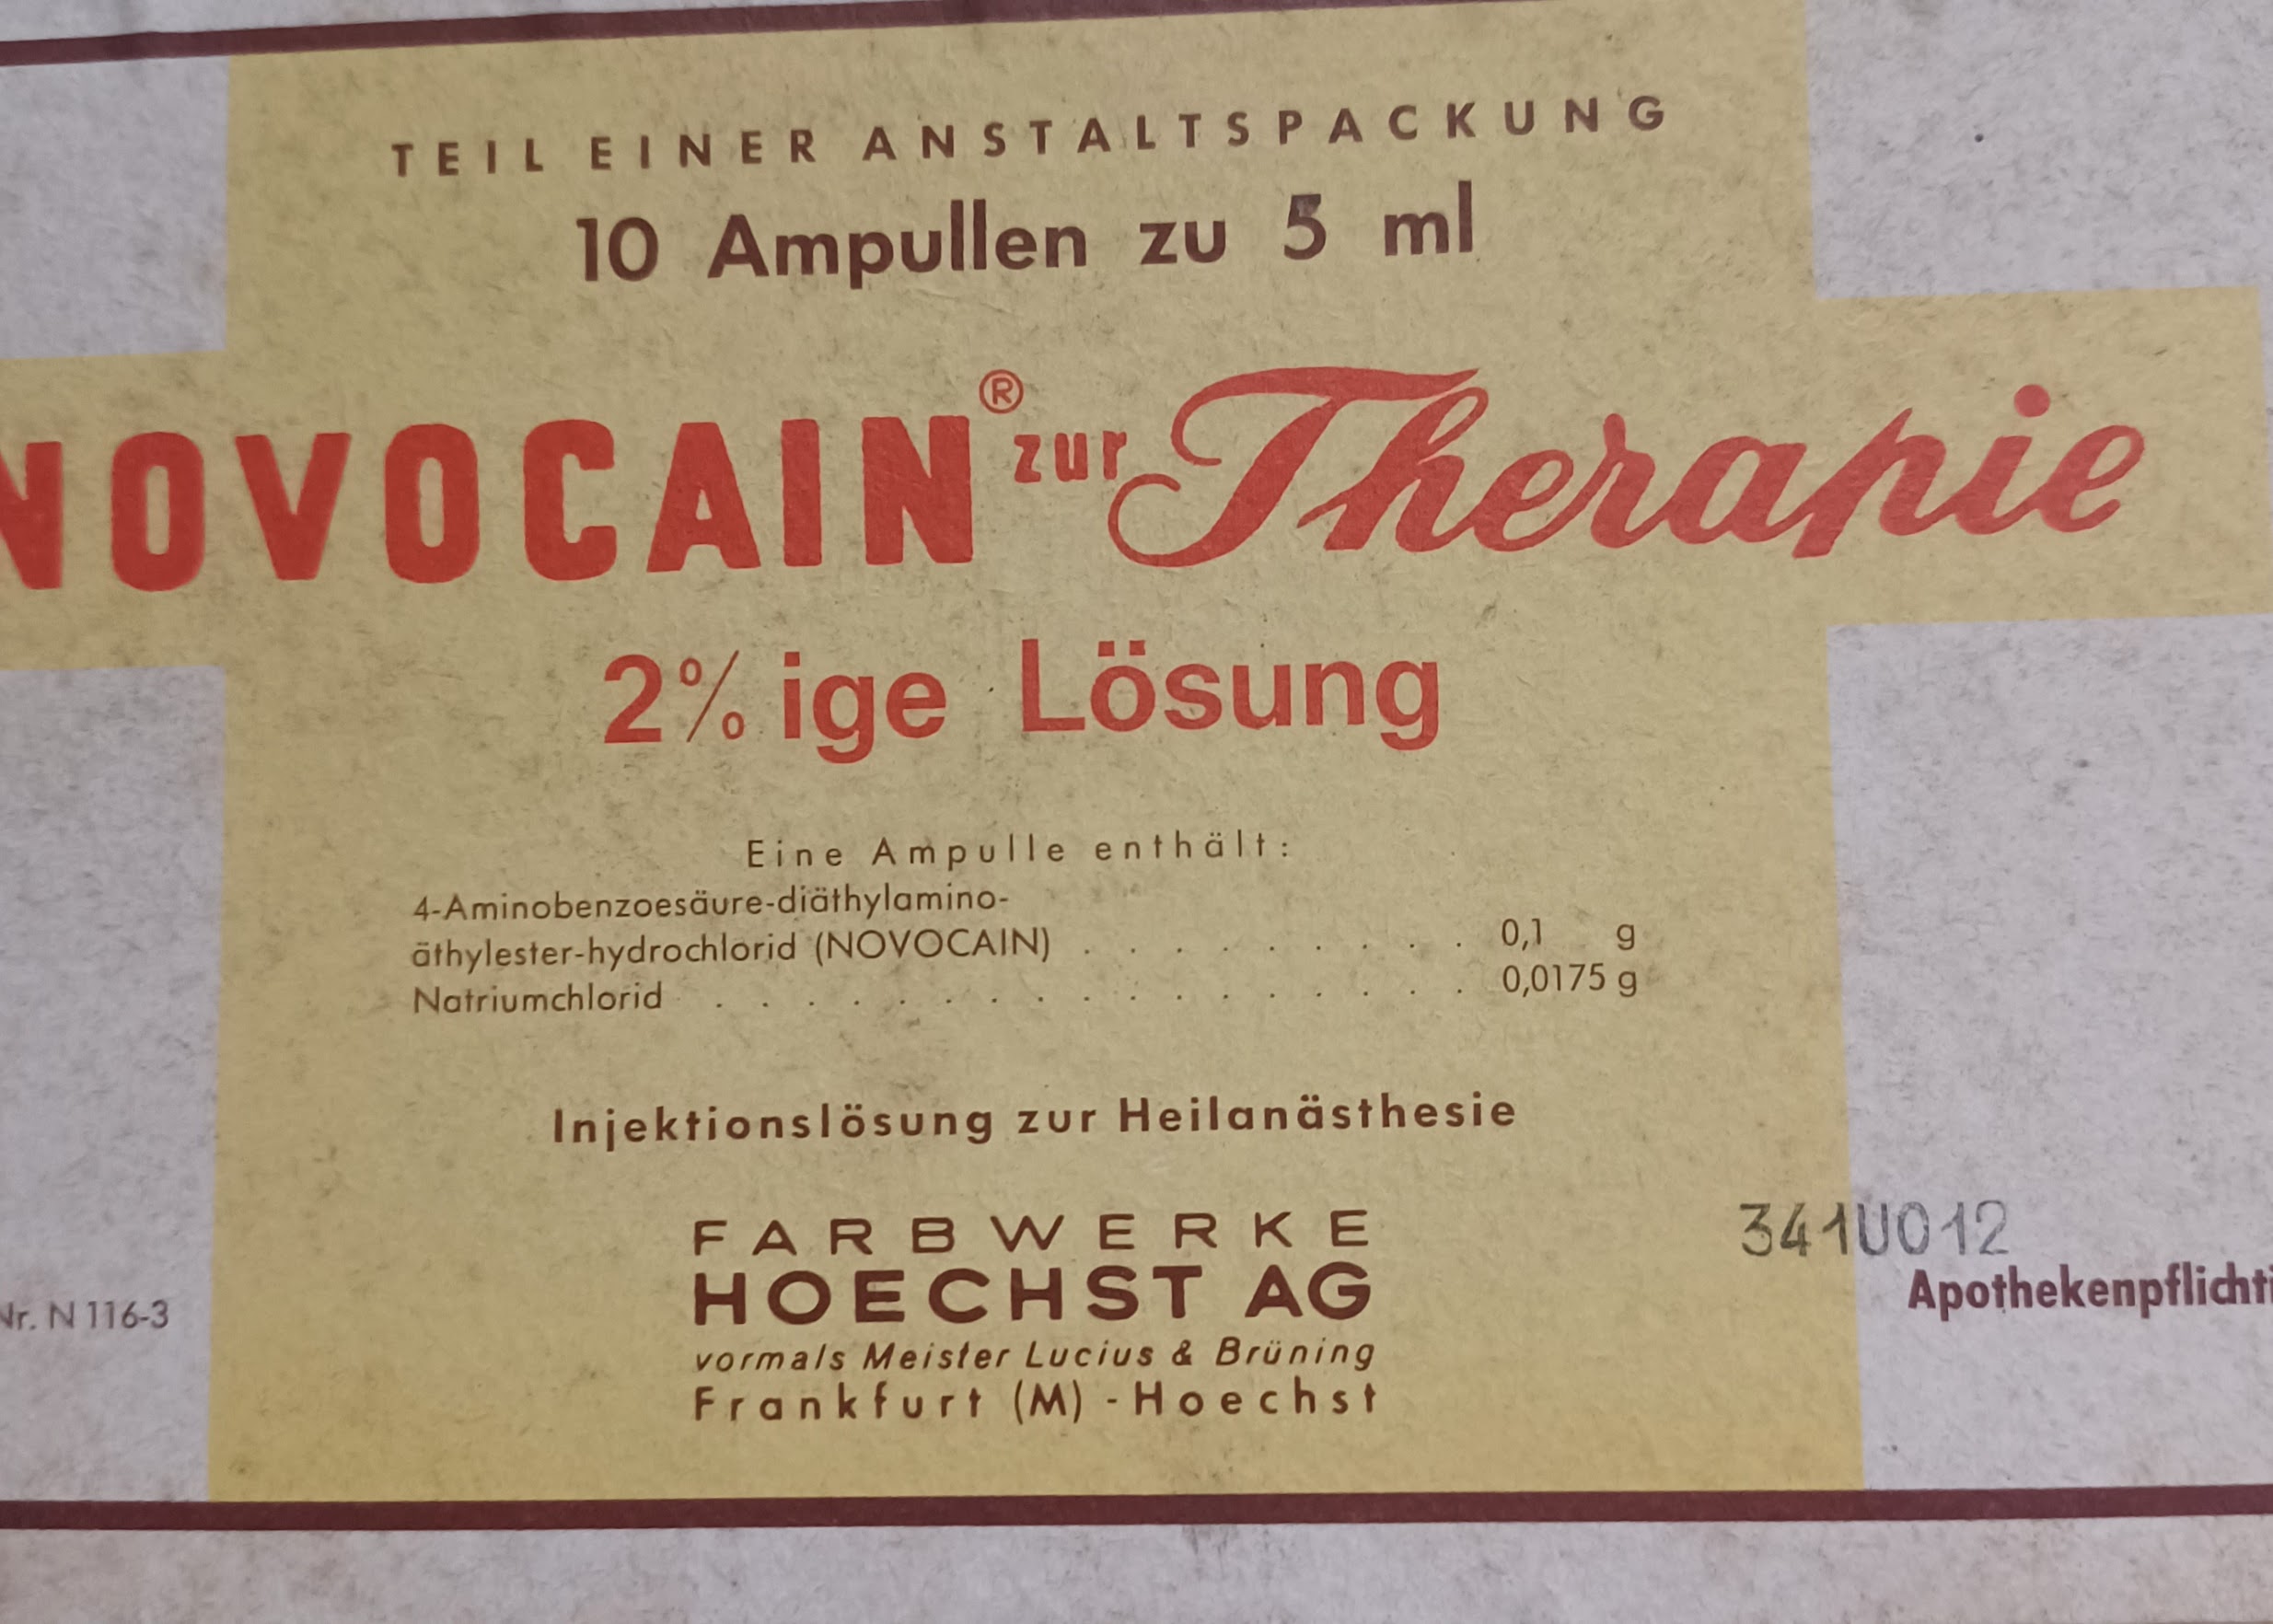 TEIL EINER ANSTALTSPACKUNG
10 Ampullen zu 5 ml
NOVOCAIN® zur Therapie
2% ige Lösung
Eine Ampulle enthält:
4-Aminobenzoesäure-diäthylamino-
äthylester-hydrochlorid (NOVOCAIN) . . . . . . . . . 0,1 g
Natriumchlorid . . . . . . . . . . . . . . . . . 0,0175 g
Injektionslösung zur Heilanästhesie
341U012
FARBWERKE
HOECHST AG
vormals Meister Lucius & Brüning
Frankfurt (M) - Hoechst
Nr. N 116-3
Apothekenpflichti